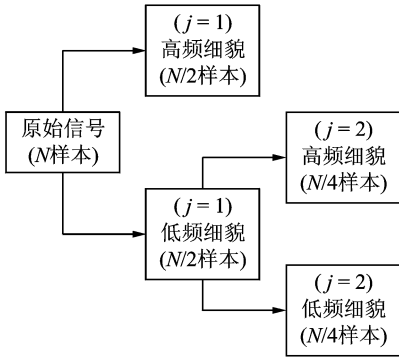 (j = 1)
高频细貌
(N/2样本)
原始信号
(N样本)
(j = 2)
高频细貌
(N/4样本)
(j = 1)
低频细貌
(N/2样本)
(j = 2)
低频细貌
(N/4样本)